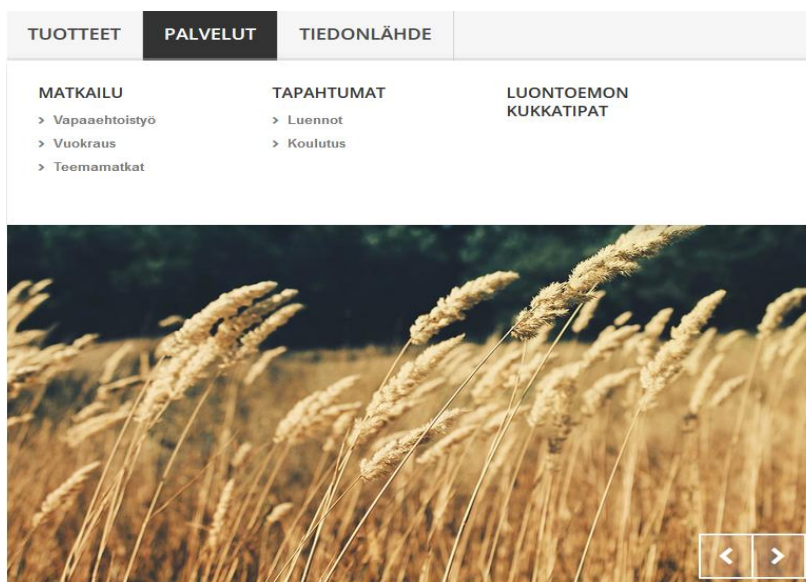 TUOTTEET PALVELUT TIEDONLÄHDE
MATKAILU
> Vapaaehtoistyö
> Vuokraus
> Teemamatkat
TAPAHTUMAT
> Luennot
> Koulutus
LUONTOEMON
KUKKATIPAT